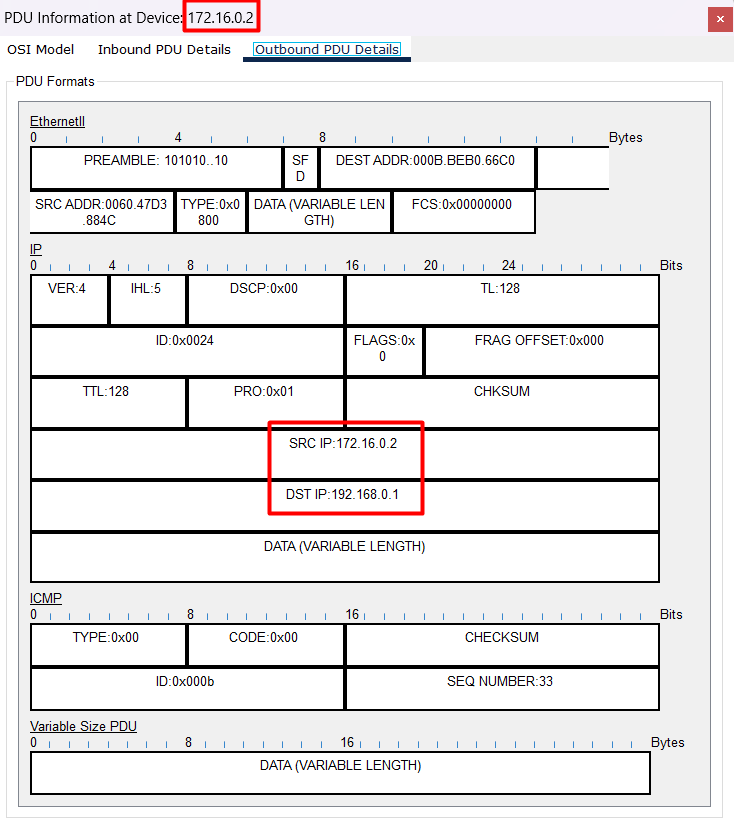 PDU Information at Device: 172.16.0.2
×
OSI Model Inbound PDU Details Outbound PDU Details
PDU Formats
EthernetII
0 4 8 Bytes
PREAMBLE: 101010..10
SF
D
DEST ADDR:000B.BEB0.66C0
SRC ADDR:0060.47D3
.884C
TYPE:0x0
800
DATA (VARIABLE LEN
GTH)
FCS:0x00000000
IP
0 4 8 16 20 24 Bits
VER:4 IHL:5 DSCP:0x00 TL:128
ID:0x0024
FLAGS:0x
0
FRAG OFFSET:0x000
TTL:128 PRO:0x01 CHKSUM
SRC IP:172.16.0.2
DST IP:192.168.0.1
DATA (VARIABLE LENGTH)
ICMP
0 8 16 Bits
TYPE:0x00 CODE:0x00 CHECKSUM
ID:0x000b SEQ NUMBER:33
Variable Size PDU
0 8 16 Bytes
DATA (VARIABLE LENGTH)